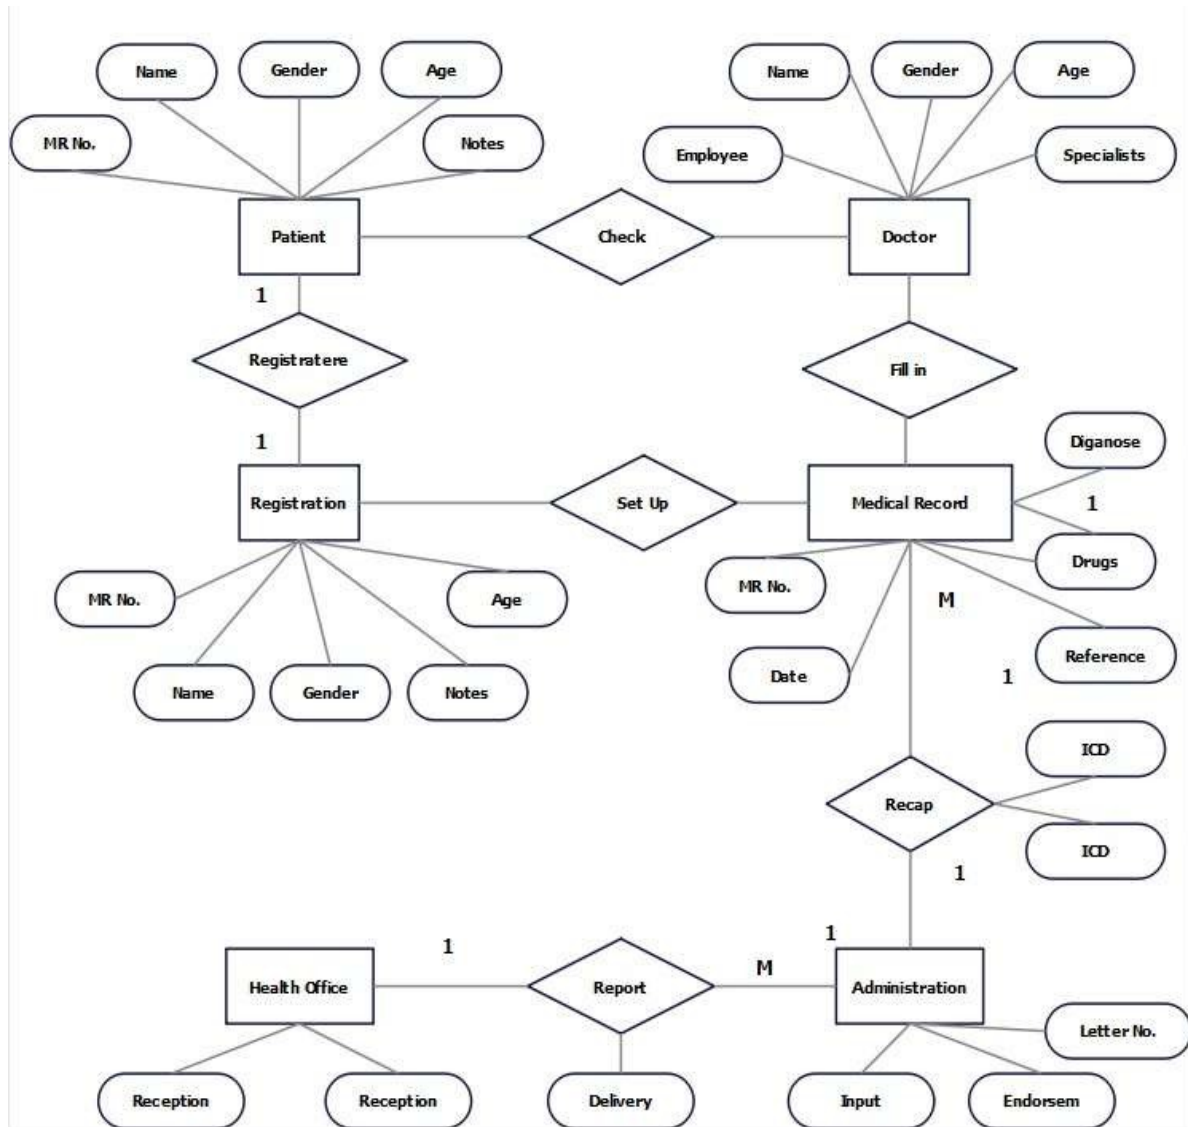 Name
Gender
Age
Name
Gender
Age
MR No.
Notes
Employee
Specialists
Patient
Check
Doctor
1
Registratere
Fill in
1
Diganose
Registration
Set Up
Medical Record
1
Drugs
MR No.
Age
MR No.
M
Reference
Name
Gender
Notes
Date
1
ICD
Recap
ICD
1
1
1
M
Health Office
Report
Administration
Letter No.
Reception
Reception
Delivery
Input
Endorsem